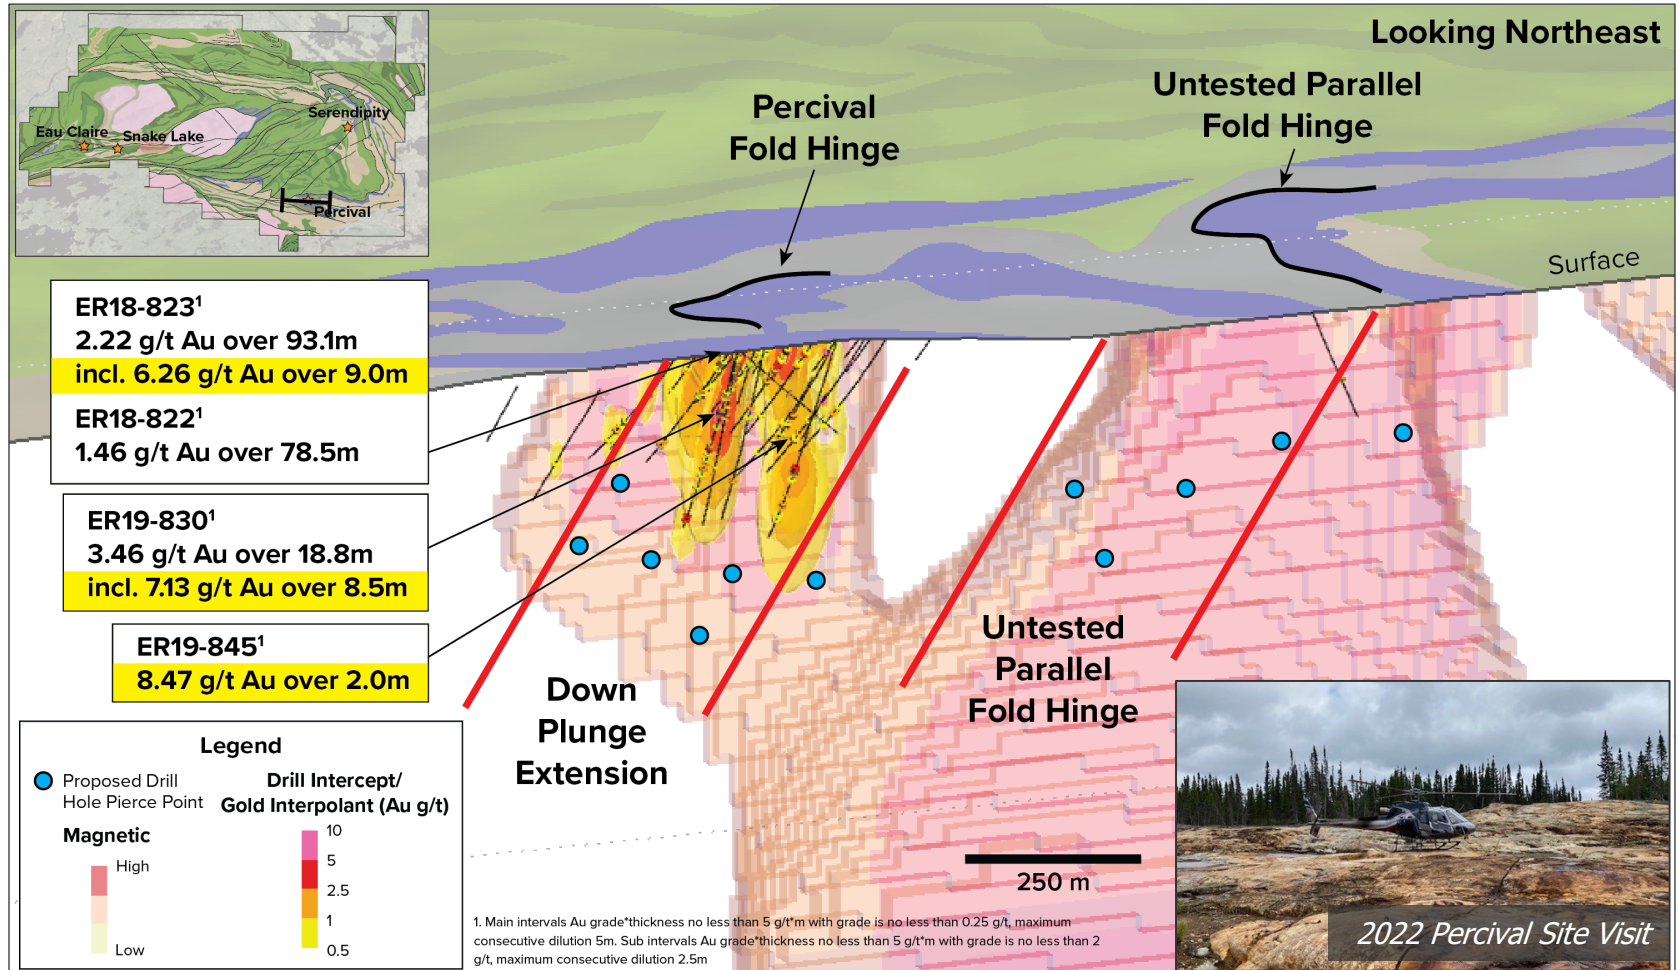 Looking Northeast
Untested Parallel
Fold Hinge
Percival
Fold Hinge
Serendipity
Eau Claire
Snake Lake
Percival
Surface
ER18-823¹
2.22 g/t Au over 93.1m
incl. 6.26 g/t Au over 9.0m
ER18-822¹
1.46 g/t Au over 78.5m
ER19-830¹
3.46 g/t Au over 18.8m
incl. 7.13 g/t Au over 8.5m
ER19-845¹
8.47 g/t Au over 2.0m
Down
Plunge
Extension
Untested
Parallel
Fold Hinge
Legend
Proposed Drill
Hole Pierce Point
Magnetic
High
Low
Drill Intercept/
Gold Interpolant (Au g/t)
10
5
2.5
1
0.5
250 m
1. Main intervals Au grade*thickness no less than 5 g/t*m with grade is no less than 0.25 g/t, maximum
consecutive dilution 5m. Sub intervals Au grade*thickness no less than 5 g/t*m with grade is no less than 2
g/t, maximum consecutive dilution 2.5m
2022 Percival Site Visit